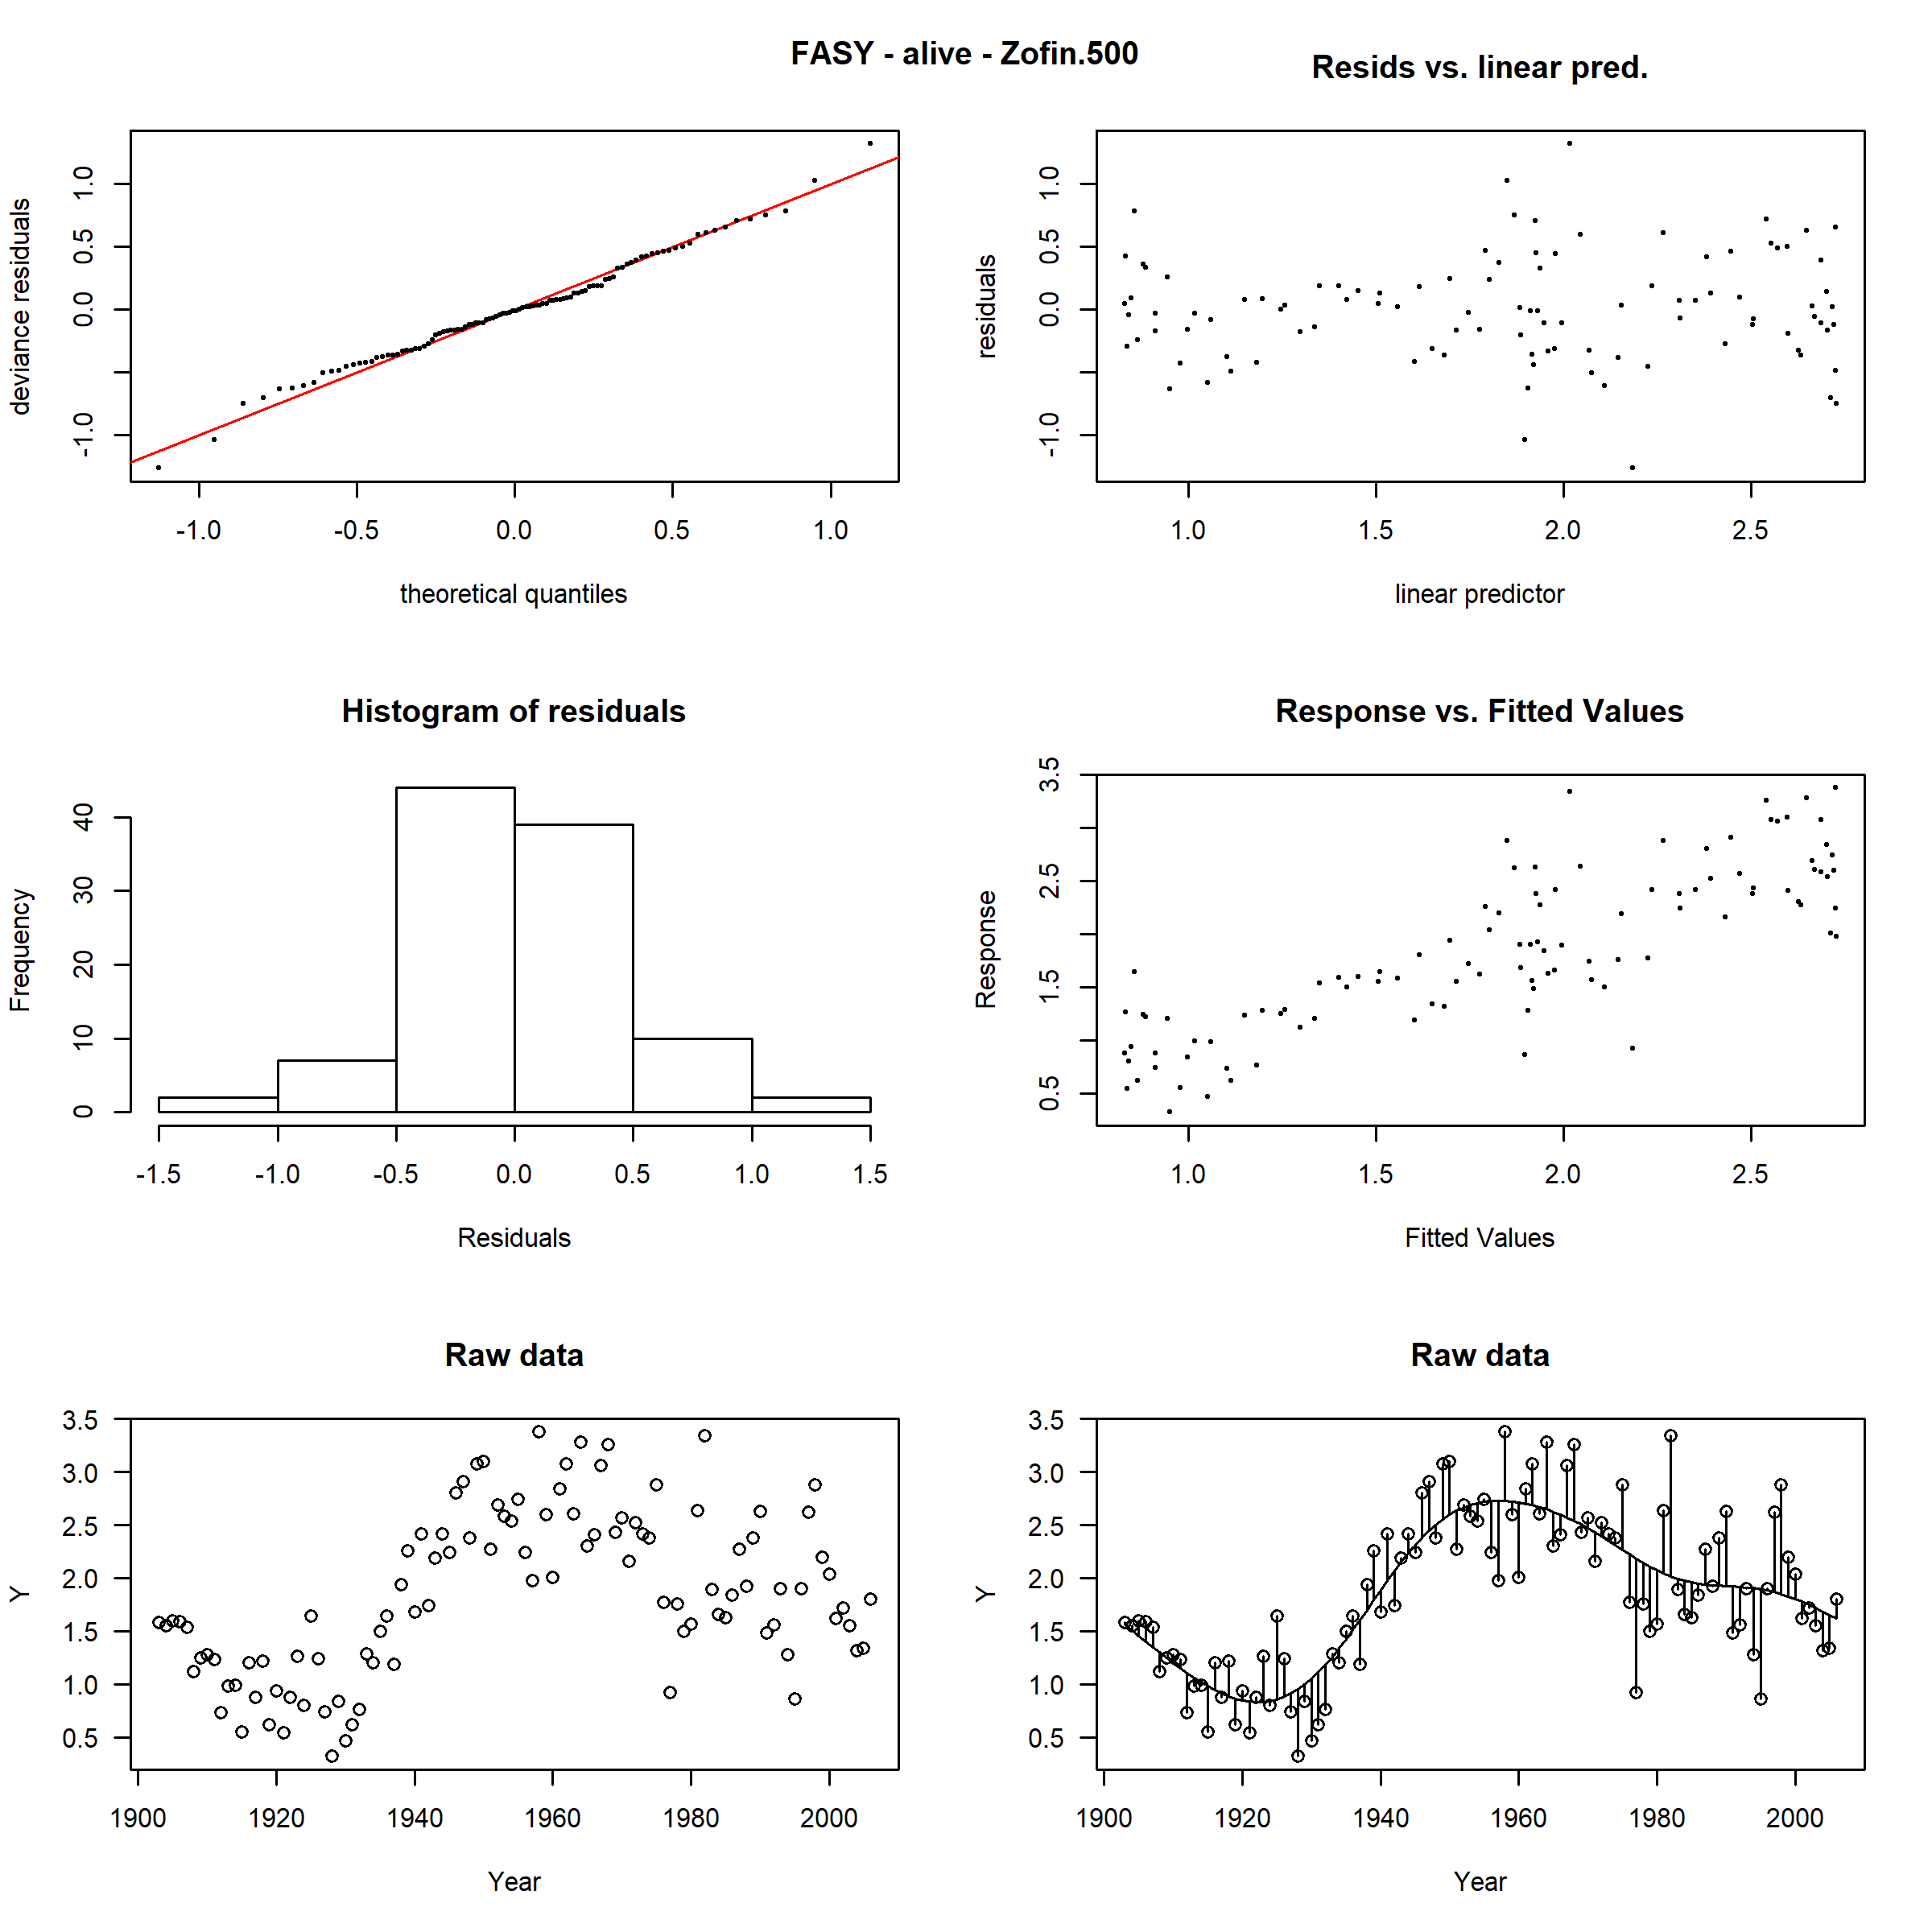 FASY - alive - Zofin.500
Resids vs. linear pred.
deviance residuals
-1.0 0.0 0.5 1.0
-1.0 -0.5 0.0 0.5 1.0
theoretical quantiles
residuals
-1.0 0.0 0.5 1.0
1.0 1.5 2.0 2.5
linear predictor
Histogram of residuals
Frequency
0 10 20 30 40
-1.5 -1.0 -0.5 0.0 0.5 1.0 1.5
Residuals
Response vs. Fitted Values
Response
0.5 1.5 2.5 3.5
1.0 1.5 2.0 2.5
Fitted Values
Raw data
Y
3.5
3.0
2.5
2.0
1.5
1.0
0.5
1900 1920 1940 1960 1980 2000
Year
Raw data
Y
3.5
3.0
2.5
2.0
1.5
1.0
0.5
1900 1920 1940 1960 1980 2000
Year